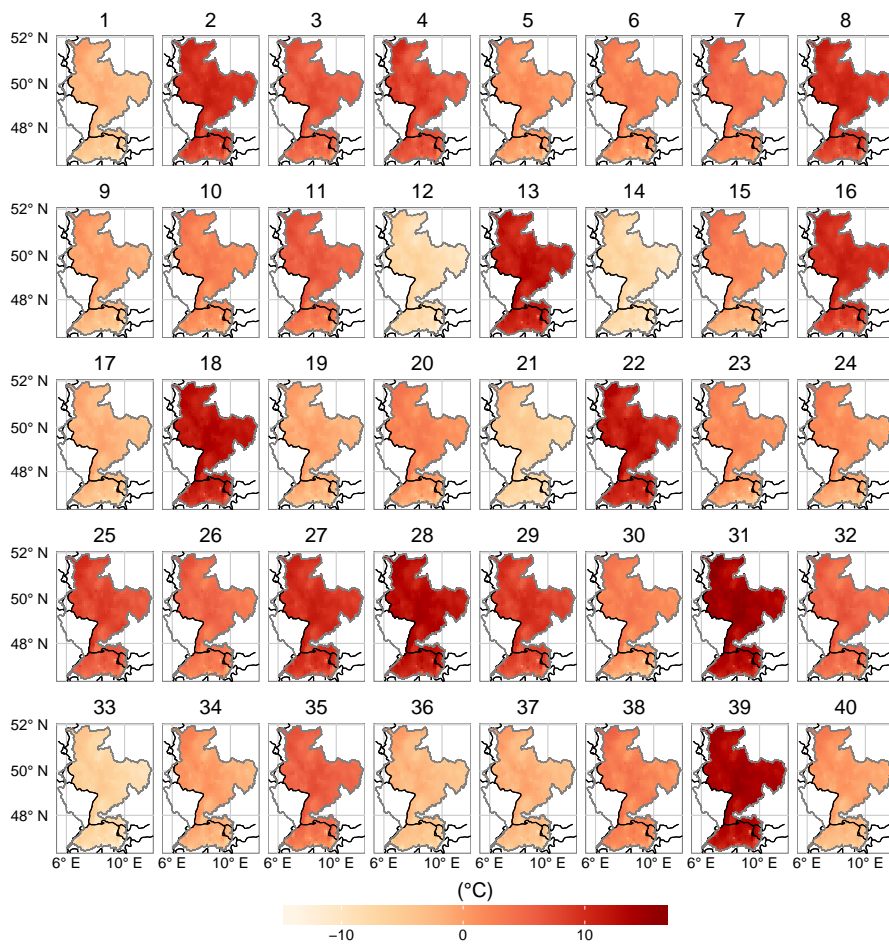 1 2 3 4 5 6 7 8
52° N
50° N
48° N
9 10 11 12 13 14 15 16
52° N
50° N
48° N
17 18 19 20 21 22 23 24
52° N
50° N
48° N
25 26 27 28 29 30 31 32
52° N
50° N
48° N
33 34 35 36 37 38 39 40
52° N
50° N
48° N
6° E 10° E 6° E 10° E 6° E 10° E 6° E 10° E 6° E 10° E 6° E 10° E 6° E 10° E 6° E 10° E
(°C)
−10 0 10